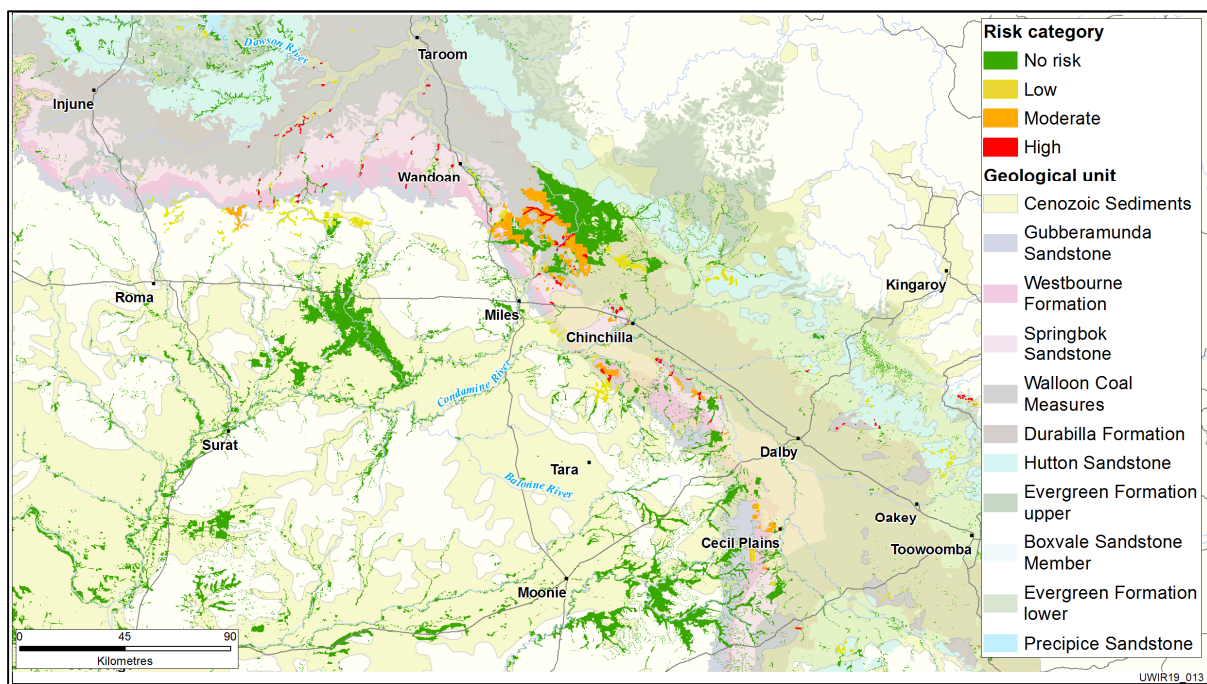 Dawson River
Taroom
Injune
Wandoan
Roma
Miles
Chinchilla
Kingaroy
Condamine River
Surat
Tara
Balonne River
Dalby
Oakey
Toowoomba
Cecil Plains
Moonie
0 45 90
Kilometres
Risk category
No risk
Low
Moderate
High
Geological unit
Cenozoic Sediments
Gubberamunda
Sandstone
Westbourne
Formation
Springbok
Sandstone
Walloon Coal
Measures
Durabilla Formation
Hutton Sandstone
Evergreen Formation
upper
Boxvale Sandstone
Member
Evergreen Formation
lower
Precipice Sandstone
UWIR19_013